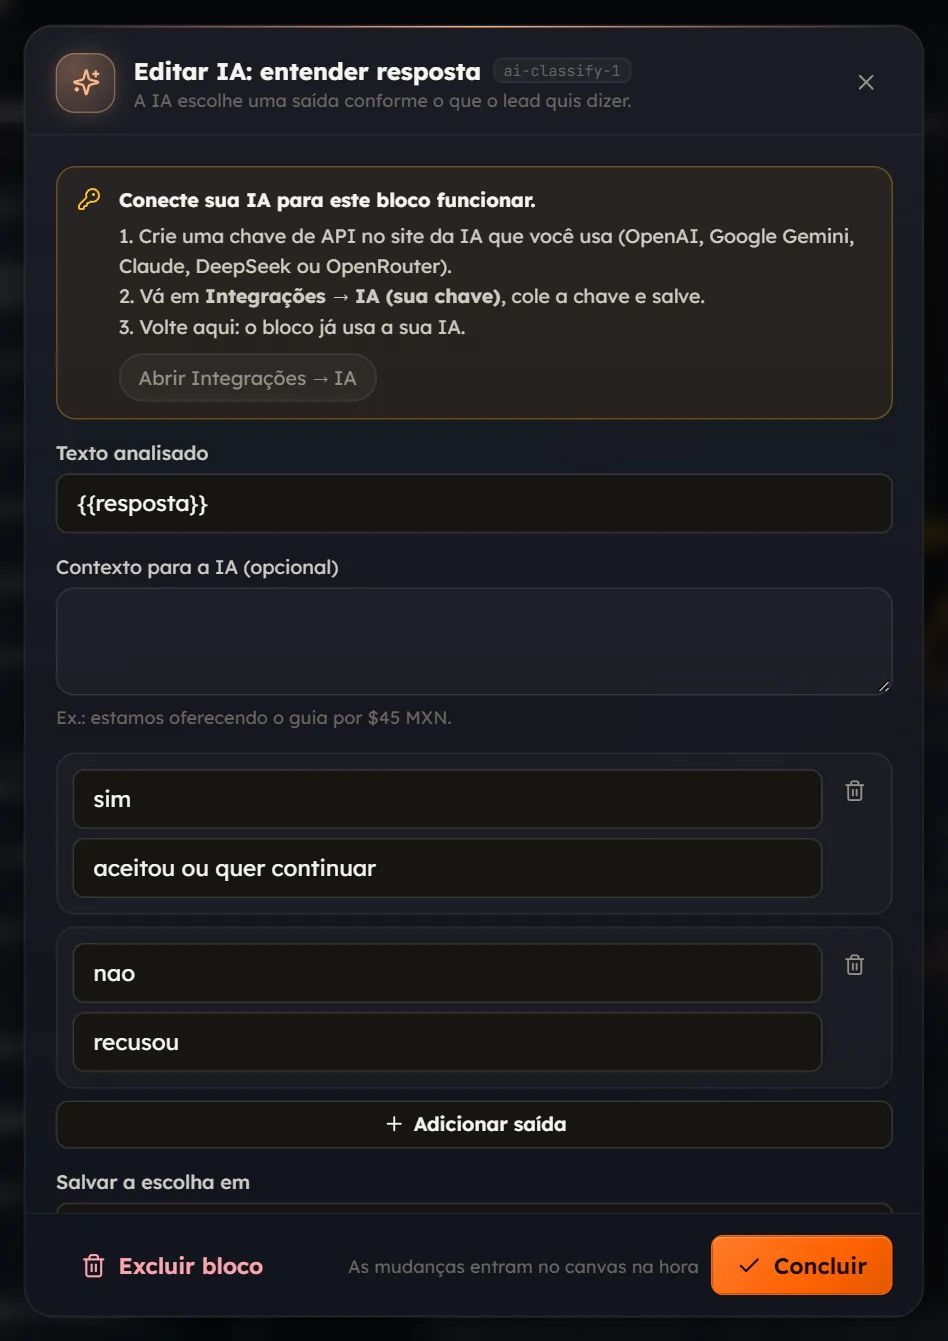 Editar IA: entender resposta ai-classify-1
A IA escolhe uma saída conforme o que o lead quis dizer.
Conecte sua IA para este bloco funcionar.
1. Crie uma chave de API no site da IA que você usa (OpenAI, Google Gemini,
Claude, DeepSeek ou OpenRouter).
2. Vá em Integrações → IA (sua chave), cole a chave e salve.
3. Volte aqui: o bloco já usa a sua IA.
Abrir Integrações → IA
Texto analisado
{{resposta}}
Contexto para a IA (opcional)
Ex.: estamos oferecendo o guia por $45 MXN.
sim
aceitou ou quer continuar
nao
recusou
+ Adicionar saída
Salvar a escolha em
Excluir bloco
As mudanças entram no canvas na hora
Concluir